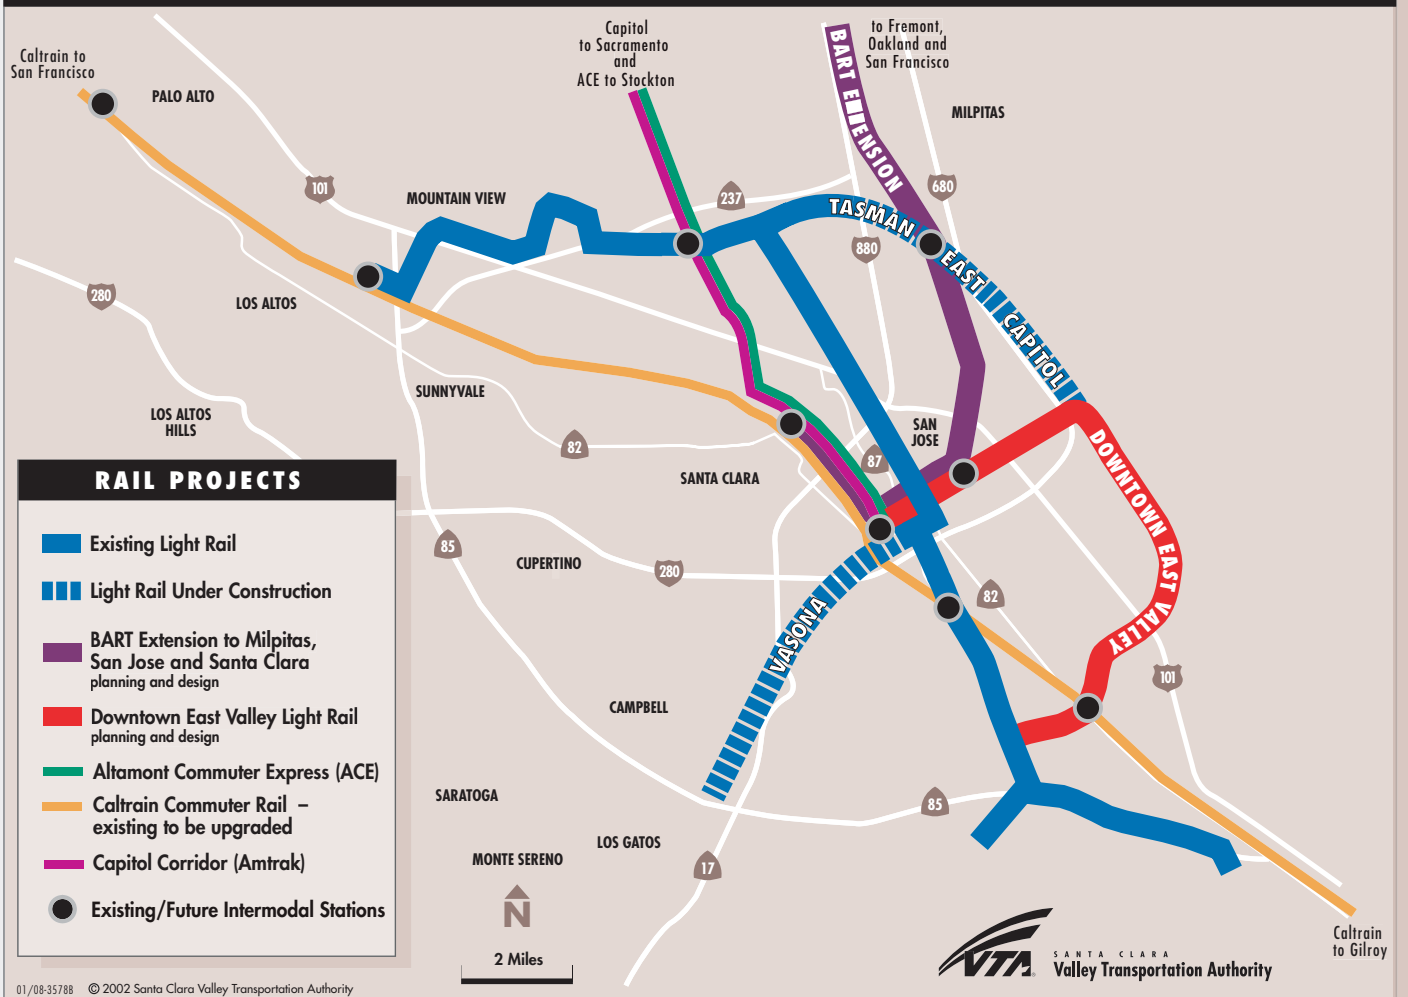 Caltrain to
San Francisco
PALO ALTO
Capitol
to Sacramento
and
ACE to Stockton
to Fremont,
Oakland and
San Francisco
BART E■■ENSION
MILPITAS
101
MOUNTAIN VIEW
237
680
TASMAN
EAST
CAPITOL
880
280
LOS ALTOS
SUNNYVALE
LOS ALTOS
HILLS
82
SANTA CLARA
87
SAN
JOSE
DOWNTOWN EAST VALLEY
85
CUPERTINO
280
82
VASONA
101
CAMPBELL
SARATOGA
85
LOS GATOS
MONTE SERENO
17
N
2 Miles
Caltrain
to Gilroy
RAIL PROJECTS
Existing Light Rail
Light Rail Under Construction
BART Extension to Milpitas,
San Jose and Santa Clara
planning and design
Downtown East Valley Light Rail
planning and design
Altamont Commuter Express (ACE)
Caltrain Commuter Rail –
existing to be upgraded
Capitol Corridor (Amtrak)
Existing/Future Intermodal Stations
VTA
SANTA CLARA
Valley Transportation Authority
01/08-3578B © 2002 Santa Clara Valley Transportation Authority